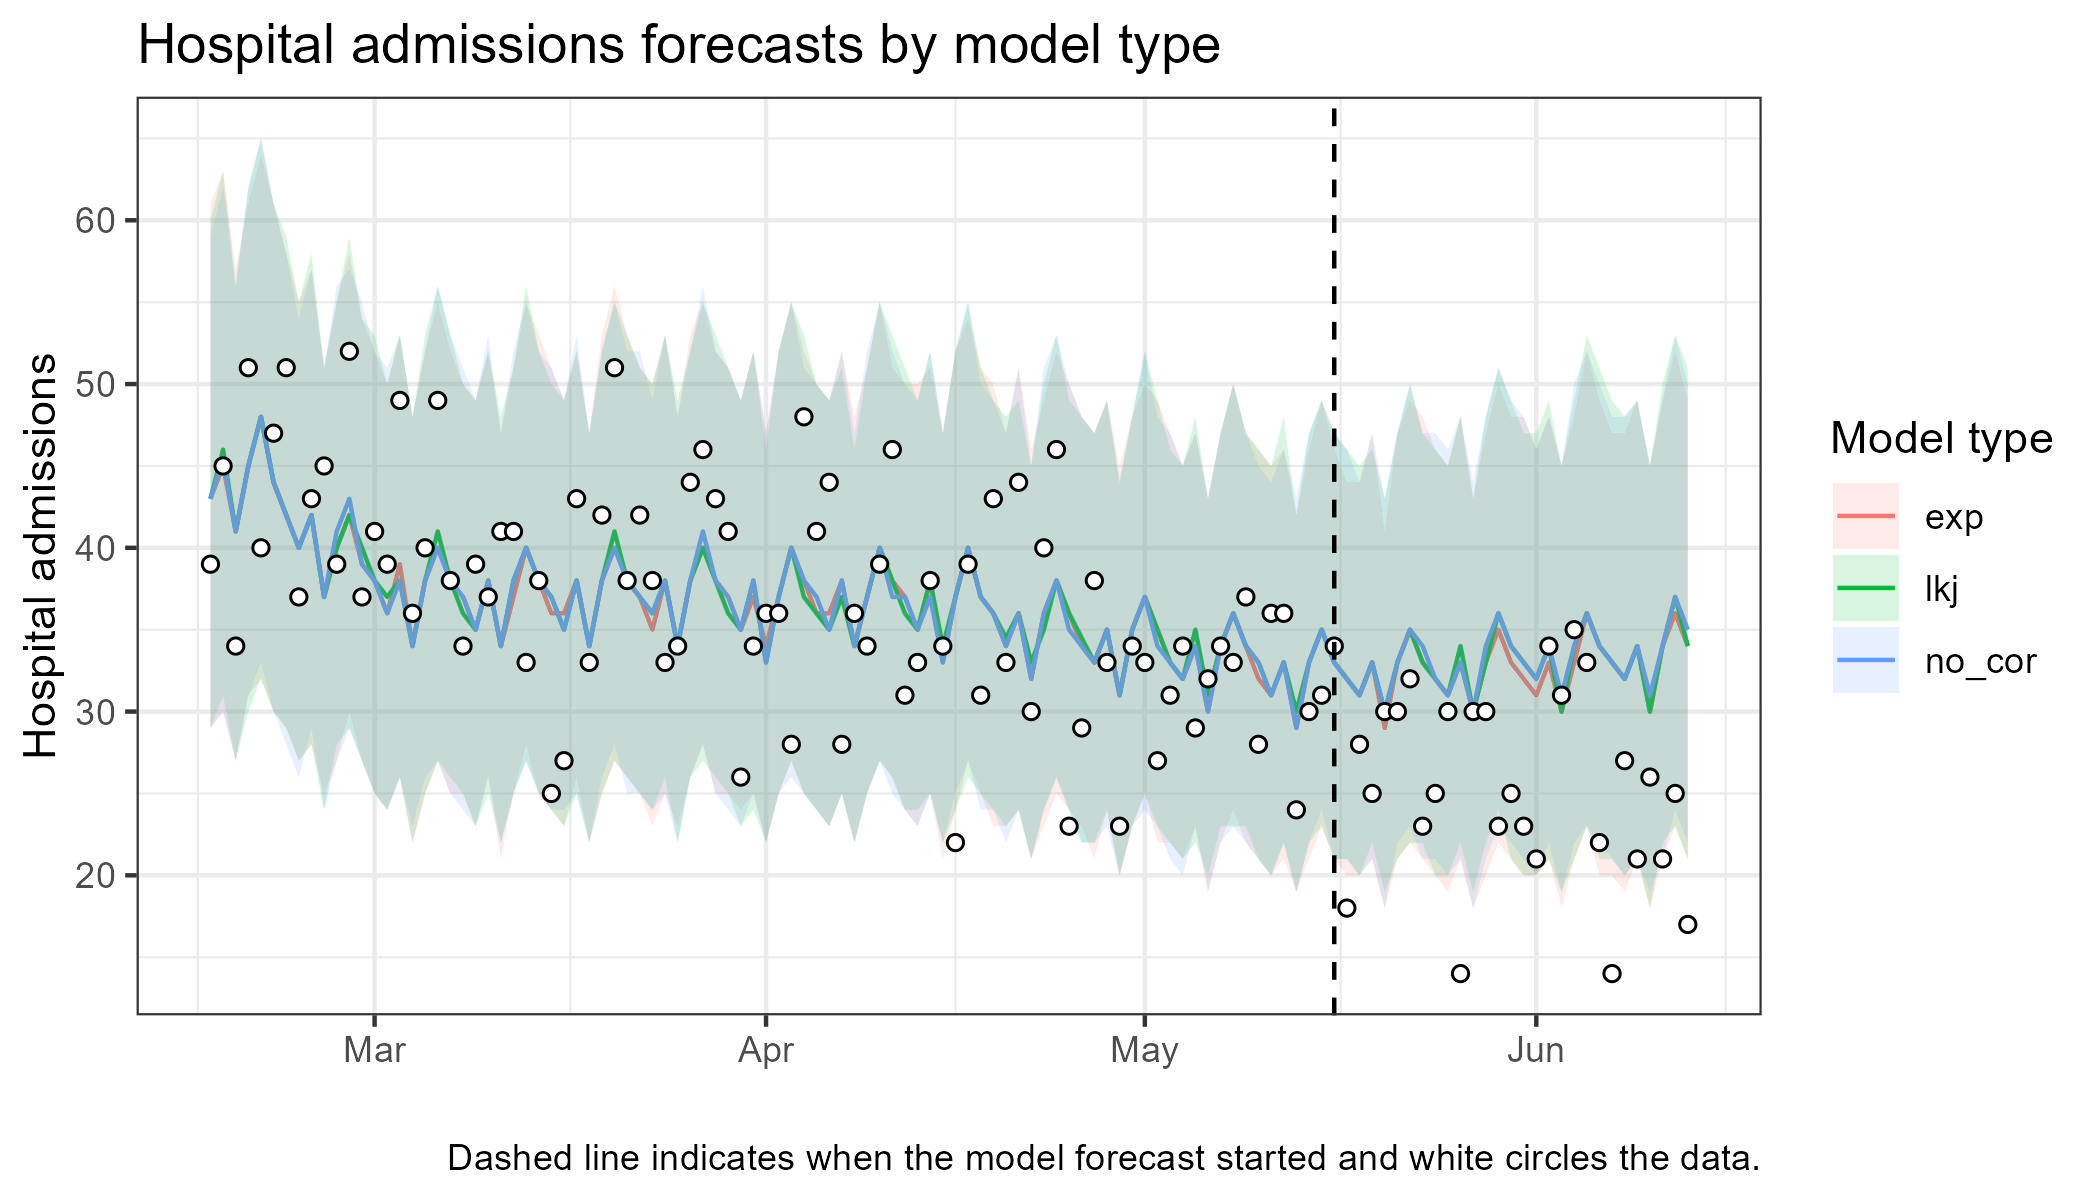 Hospital admissions forecasts by model type
Hospital admissions
60
50
40
30
20
Mar
Apr
May
Jun
Model type
exp
lkj
no_cor
Dashed line indicates when the model forecast started and white circles the data.